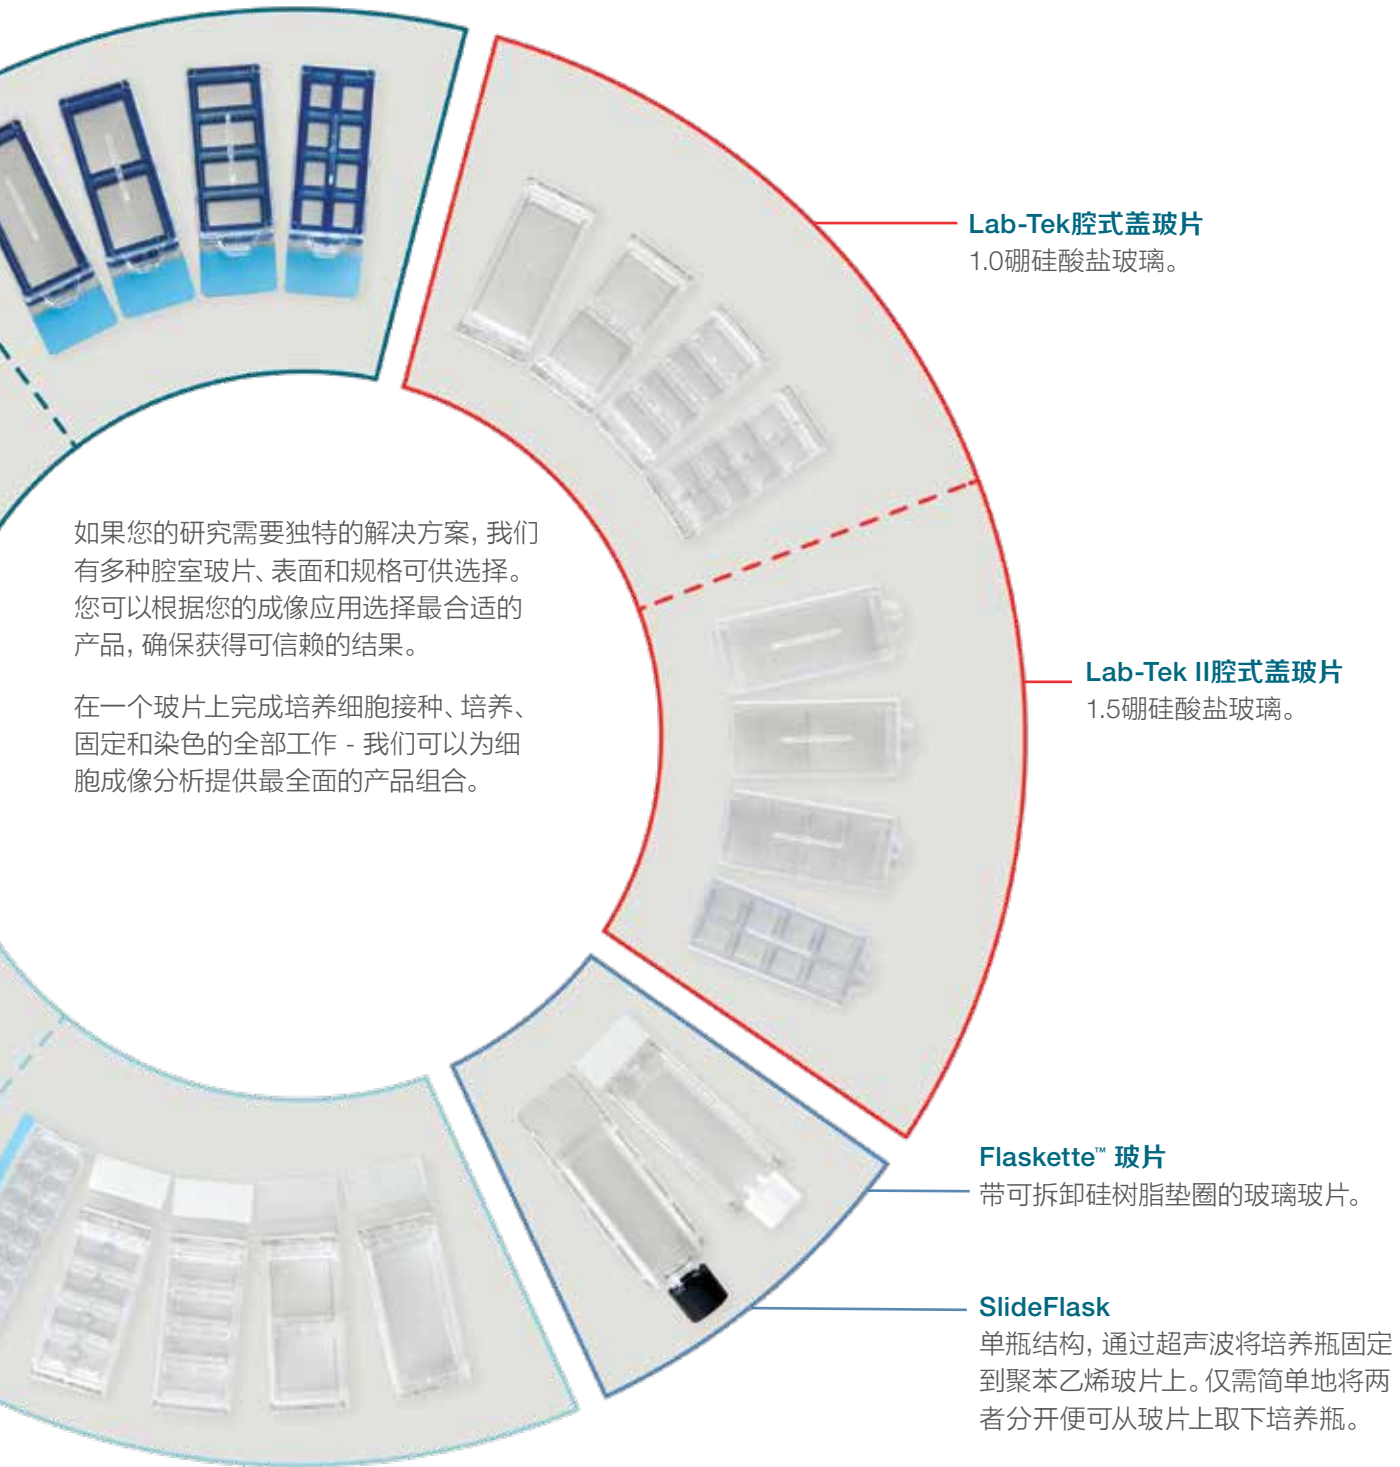 Lab-Tek腔式盖玻片
1.0硼硅酸盐玻璃。
如果您的研究需要独特的解决方案，我们
有多种腔室玻片、表面和规格可供选择。
您可以根据您的成像应用选择最合适的
产品，确保获得可信赖的结果。
在一个玻片上完成培养细胞接种、培养、
固定和染色的全部工作 - 我们可以为细
胞成像分析提供最全面的产品组合。
Lab-Tek II腔式盖玻片
1.5硼硅酸盐玻璃。
Flaskette™ 玻片
带可拆卸硅树脂垫圈的玻璃玻片。
SlideFlask
单瓶结构，通过超声波将培养瓶固定
到聚苯乙烯玻片上。仅需简单地将两
者分开便可从玻片上取下培养瓶。